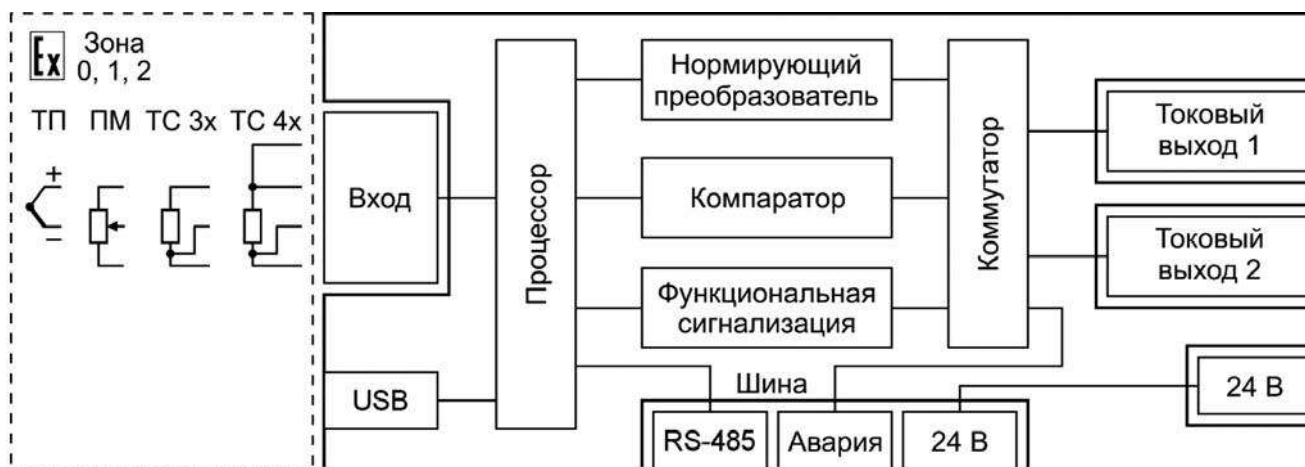 Ex Зона
0, 1, 2
ТП ПМ ТС 3х ТС 4х
+
−
Вход
USB
Процессор
Нормирующий
преобразователь
Компаратор
Функциональная
сигнализация
Коммутатор
Токовый
выход 1
Токовый
выход 2
24 В
Шина
RS-485 Авария 24 В